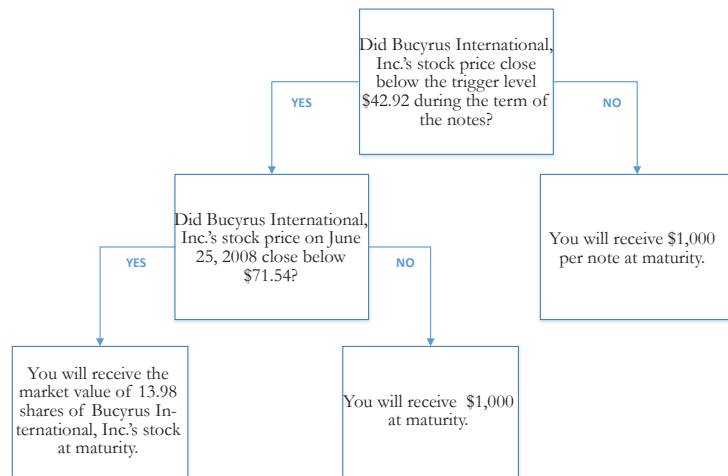 Did Bucyrus International,
Inc.'s stock price close
below the trigger level
$42.92 during the term of
the notes?
YES
NO
Did Bucyrus International,
Inc.'s stock price on June
25, 2008 close below
$71.54?
You will receive $1,000
per note at maturity.
YES
NO
You will receive the
market value of 13.98
shares of Bucyrus In-
ternational, Inc.'s stock
at maturity.
You will receive $1,000
at maturity.